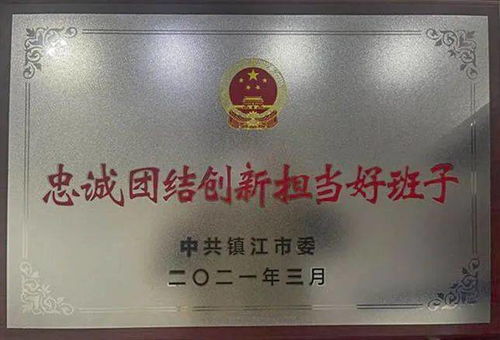 忠诚团结创新担当好班子
中共镇江市委
二〇二一年三月